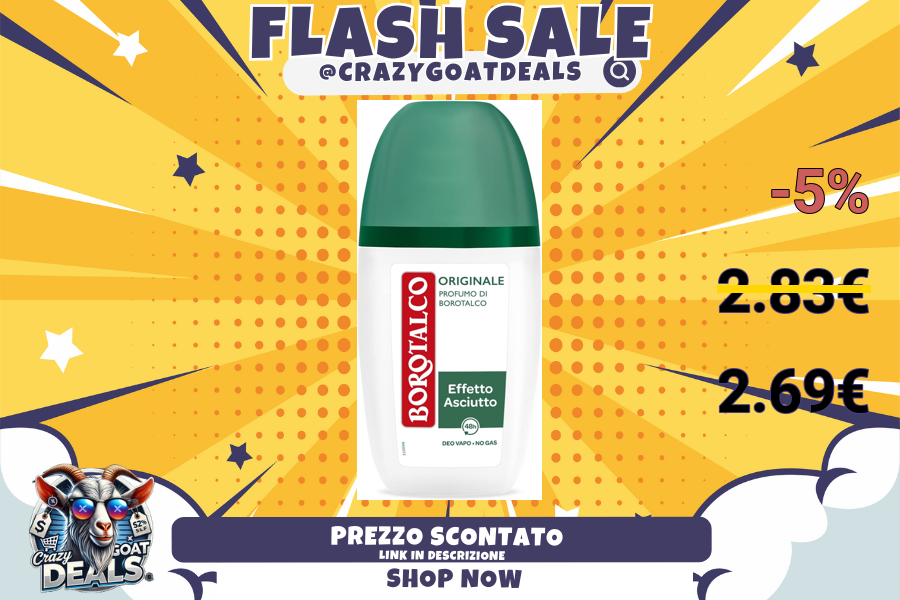 FLASH SALE
@CRAZYGOATDEALS
-5%
2.83€
2.69€
BOROTALCO
ORIGINALE
PROFUMO DI
BOROTALCO
Effetto
Asciutto
48h
DEO VAPO • NO GAS
$
52%
Crazy
GOAT
DEALS
PREZZO SCONTATO
LINK IN DESCRIZIONE
SHOP NOW